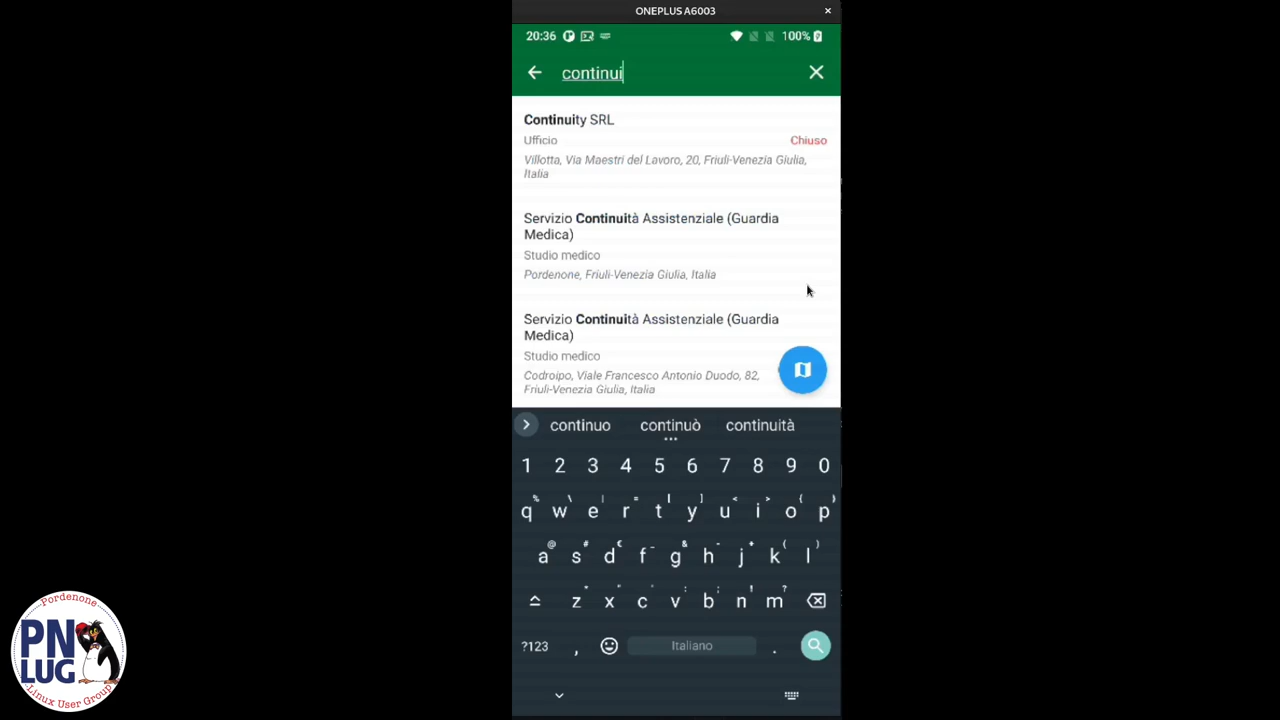 ONEPLUS A6003 ×
20:36 100%
continui
Continuity SRL
Ufficio Chiuso
Villotta, Via Maestri del Lavoro, 20, Friuli-Venezia Giulia,
Italia
Servizio Continuità Assistenziale (Guardia
Medica)
Studio medico
Pordenone, Friuli-Venezia Giulia, Italia
Servizio Continuità Assistenziale (Guardia
Medica)
Studio medico
Codroipo, Viale Francesco Antonio Duodo, 82,
Friuli-Venezia Giulia, Italia
continuo continuò continuità
1 2 3 4 5 6 7 8 9 0
% \ | = [ ] < > { }
q w e r t y u i o p
@ # € _ & - + ( )
a s d f g h j k l
* " ' : ; ! ?
z x c v b n m
?123 , Italiano .
Pordenone
PN
LUG
Linux User Group